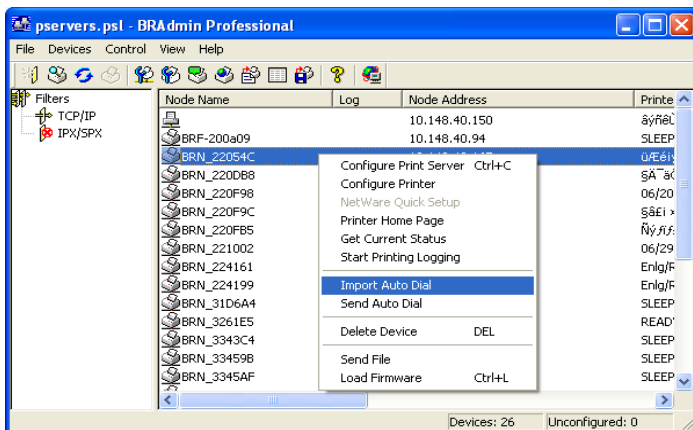 pservers.psl - BRAdmin Professional
File Devices Control View Help
Filters
TCP/IP
IPX/SPX
Node Name Log Node Address Printe
10.148.40.150
BRF-200a09 10.148.40.94 SLEEP
BRN_22054C
BRN_220DB8
BRN_220F98 06/20
BRN_220F9C
BRN_220FB5
BRN_221002 06/29
BRN_224161 Enlg/F
BRN_224199 Enlg/F
BRN_31D6A4 SLEEP
BRN_3261E5 READ'
BRN_3343C4 SLEEP
BRN_33459B SLEEP
BRN_3345AF SLEEP
Configure Print Server Ctrl+C
Configure Printer
NetWare Quick Setup
Printer Home Page
Get Current Status
Start Printing Logging
Import Auto Dial
Send Auto Dial
Delete Device DEL
Send File
Load Firmware Ctrl+L
Devices: 26 Unconfigured: 0